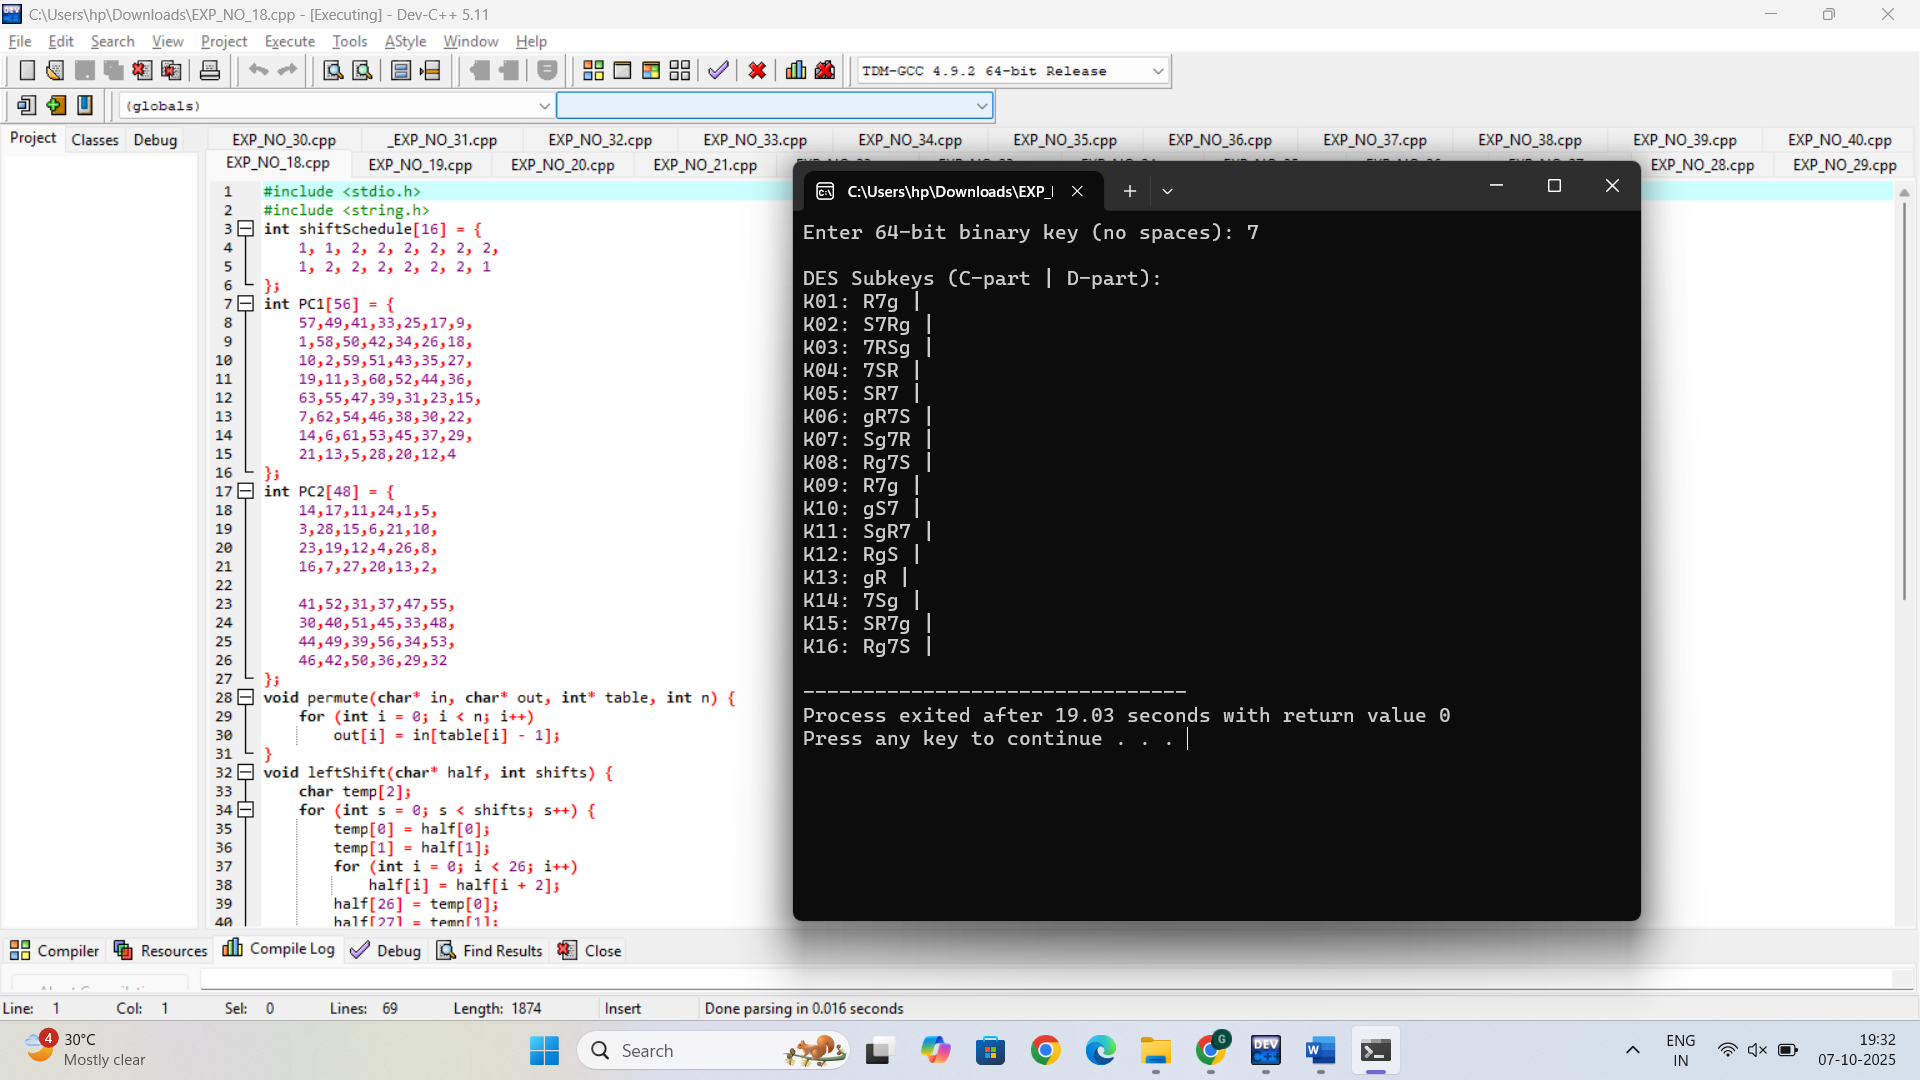 C:\Users\hp\Downloads\EXP_NO_18.cpp - [Executing] - Dev-C++ 5.11
File Edit Search View Project Execute Tools AStyle Window Help
TDM-GCC 4.9.2 64-bit Release
(globals)
Project Classes Debug
EXP_NO_30.cpp _EXP_NO_31.cpp EXP_NO_32.cpp EXP_NO_33.cpp EXP_NO_34.cpp EXP_NO_35.cpp EXP_NO_36.cpp EXP_NO_37.cpp EXP_NO_38.cpp EXP_NO_39.cpp EXP_NO_40.cpp
EXP_NO_18.cpp EXP_NO_19.cpp EXP_NO_20.cpp EXP_NO_21.cpp EXP_NO_28.cpp EXP_NO_29.cpp
1 #include <stdio.h>
2 #include <string.h>
3 int shiftSchedule[16] = {
4 1, 1, 2, 2, 2, 2, 2, 2,
5 1, 2, 2, 2, 2, 2, 2, 1
6 };
7 int PC1[56] = {
8 57,49,41,33,25,17,9,
9 1,58,50,42,34,26,18,
10 10,2,59,51,43,35,27,
11 19,11,3,60,52,44,36,
12 63,55,47,39,31,23,15,
13 7,62,54,46,38,30,22,
14 14,6,61,53,45,37,29,
15 21,13,5,28,20,12,4
16 };
17 int PC2[48] = {
18 14,17,11,24,1,5,
19 3,28,15,6,21,10,
20 23,19,12,4,26,8,
21 16,7,27,20,13,2,
22
23 41,52,31,37,47,55,
24 30,40,51,45,33,48,
25 44,49,39,56,34,53,
26 46,42,50,36,29,32
27 };
28 void permute(char* in, char* out, int* table, int n) {
29 for (int i = 0; i < n; i++)
30 out[i] = in[table[i] - 1];
31 }
32 void leftShift(char* half, int shifts) {
33 char temp[2];
34 for (int s = 0; s < shifts; s++) {
35 temp[0] = half[0];
36 temp[1] = half[1];
37 for (int i = 0; i < 26; i++)
38 half[i] = half[i + 2];
39 half[26] = temp[0];
40 half[27] = temp[1];
C:\Users\hp\Downloads\EXP_
Enter 64-bit binary key (no spaces): 7
DES Subkeys (C-part | D-part):
K01: R7g |
K02: S7Rg |
K03: 7RSg |
K04: 7SR |
K05: SR7 |
K06: gR7S |
K07: Sg7R |
K08: Rg7S |
K09: R7g |
K10: gS7 |
K11: SgR7 |
K12: RgS |
K13: gR |
K14: 7Sg |
K15: SR7g |
K16: Rg7S |
--------------------------------
Process exited after 19.03 seconds with return value 0
Press any key to continue . . .
Compiler Resources Compile Log Debug Find Results Close
Line: 1 Col: 1 Sel: 0 Lines: 69 Length: 1874 Insert Done parsing in 0.016 seconds
4 30°C
Mostly clear
Search
G
DEV
C++
W
ENG
IN
19:32
07-10-2025